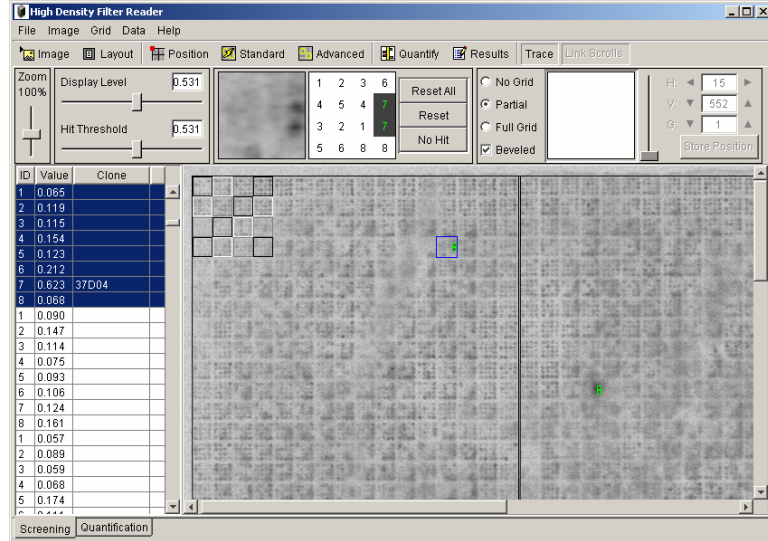 High Density Filter Reader
File Image Grid Data Help
Image Layout Position Standard Advanced Quantify Results Trace Link Scrolls
Zoom
100%
Display Level 0.531
Hit Threshold 0.531
1 2 3 6
4 5 4 7
3 2 1 7
5 6 8 8
Reset All
Reset
No Hit
No Grid
Partial
Full Grid
Beveled
H: 15
V: 552
G: 1
Store Position
ID Value Clone
1 0.065
2 0.119
3 0.115
4 0.154
5 0.123
6 0.212
7 0.623 37D04
8 0.068
1 0.090
2 0.147
3 0.114
4 0.075
5 0.093
6 0.106
7 0.124
8 0.161
1 0.057
2 0.089
3 0.059
4 0.068
5 0.174
Screening Quantification